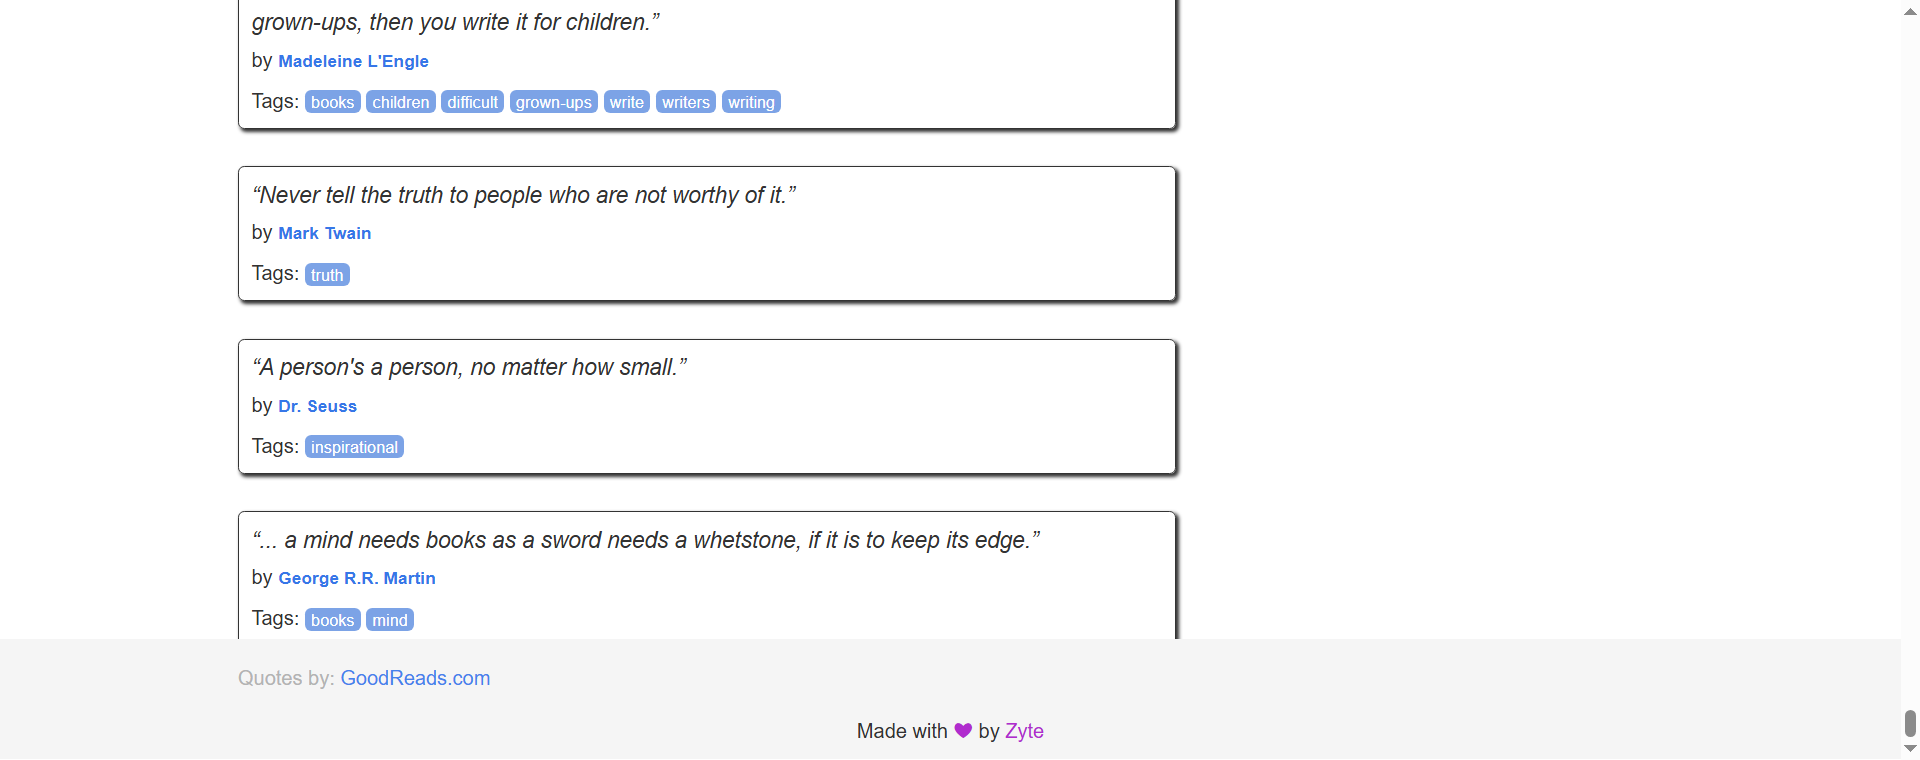 grown-ups, then you write it for children.”
by Madeleine L'Engle
Tags: books children difficult grown-ups write writers writing
“Never tell the truth to people who are not worthy of it.”
by Mark Twain
Tags: truth
“A person's a person, no matter how small.”
by Dr. Seuss
Tags: inspirational
“... a mind needs books as a sword needs a whetstone, if it is to keep its edge.”
by George R.R. Martin
Tags: books mind
Quotes by: GoodReads.com
Made with 💜 by Zyte